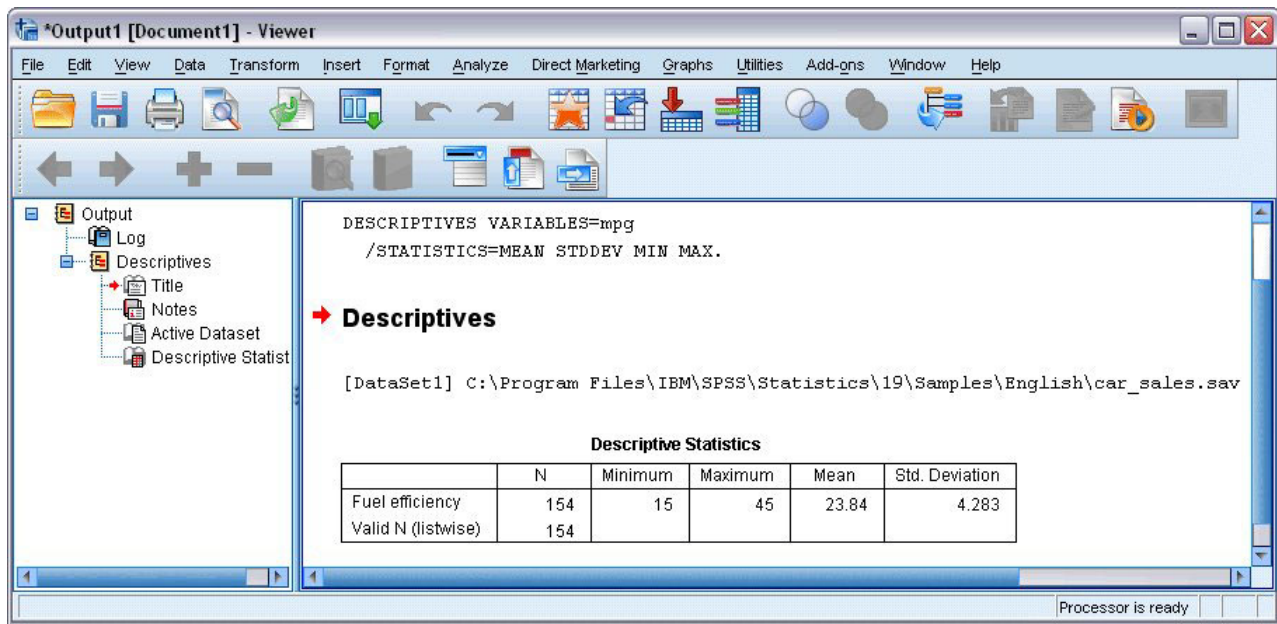 *Output1 [Document1] - Viewer
File Edit View Data Transform Insert Format Analyze Direct Marketing Graphs Utilities Add-ons Window Help
Output
Log
Descriptives
Title
Notes
Active Dataset
Descriptive Statist
DESCRIPTIVES VARIABLES=mpg
/STATISTICS=MEAN STDDEV MIN MAX.
Descriptives
[DataSet1] C:\Program Files\IBM\SPSS\Statistics\19\Samples\English\car_sales.sav
Descriptive Statistics
N Minimum Maximum Mean Std. Deviation
Fuel efficiency 154 15 45 23.84 4.283
Valid N (listwise) 154
Processor is ready